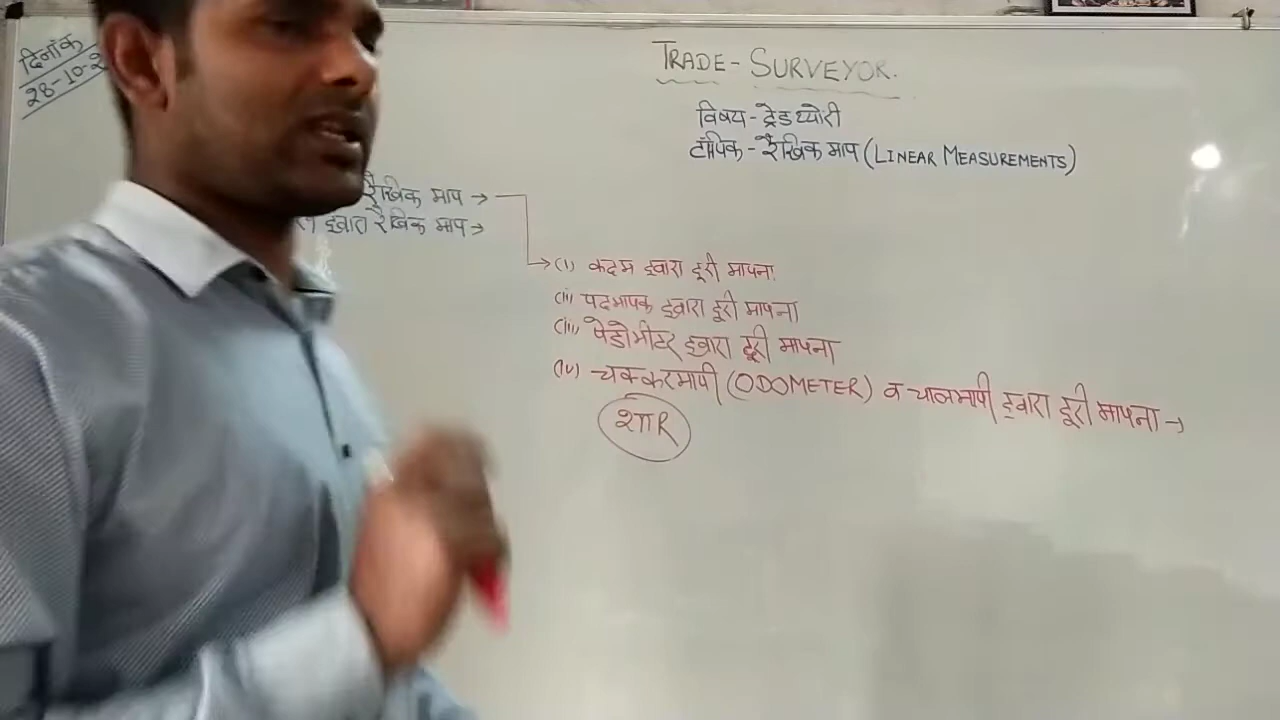 दिनांक
28-10-2
TRADE - SURVEYOR.
विषय - ट्रेड थ्योरी
टॉपिक - रैखिक माप (LINEAR MEASUREMENTS)
रैखिक माप →
द्वारा रैखिक माप →
(i) कदम द्वारा दूरी मापना
(ii) पदमापक द्वारा दूरी मापना
(iii) पेडोमीटर द्वारा दूरी मापना
(iv) चक्करमापी (ODOMETER) व चालमापी द्वारा दूरी मापना →
2πR